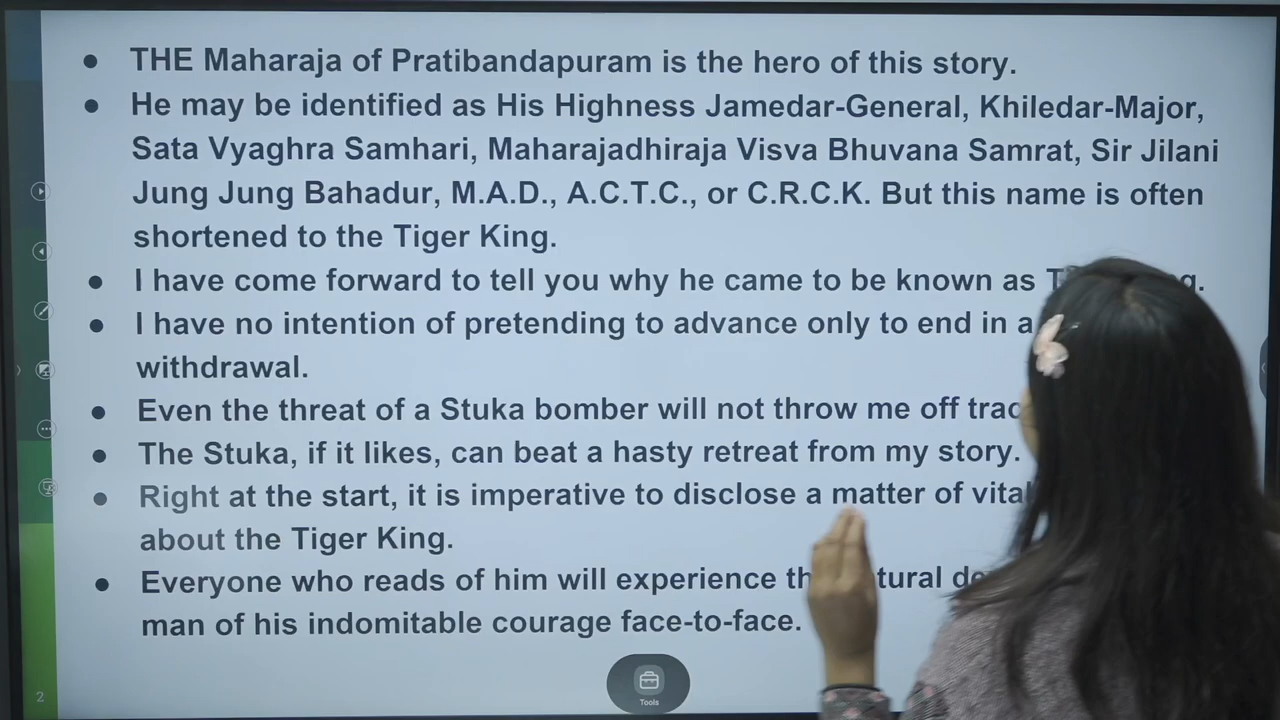 ● THE Maharaja of Pratibandapuram is the hero of this story.
● He may be identified as His Highness Jamedar-General, Khiledar-Major,
Sata Vyaghra Samhari, Maharajadhiraja Visva Bhuvana Samrat, Sir Jilani
Jung Jung Bahadur, M.A.D., A.C.T.C., or C.R.C.K. But this name is often
shortened to the Tiger King.
● I have come forward to tell you why he came to be known as
● I have no intention of pretending to advance only to end in a
withdrawal.
● Even the threat of a Stuka bomber will not throw me off
● The Stuka, if it likes, can beat a hasty retreat from my story.
● Right at the start, it is imperative to disclose a matter of
about the Tiger King.
● Everyone who reads of him will experience
man of his indomitable courage face-to-face.
Tools
2